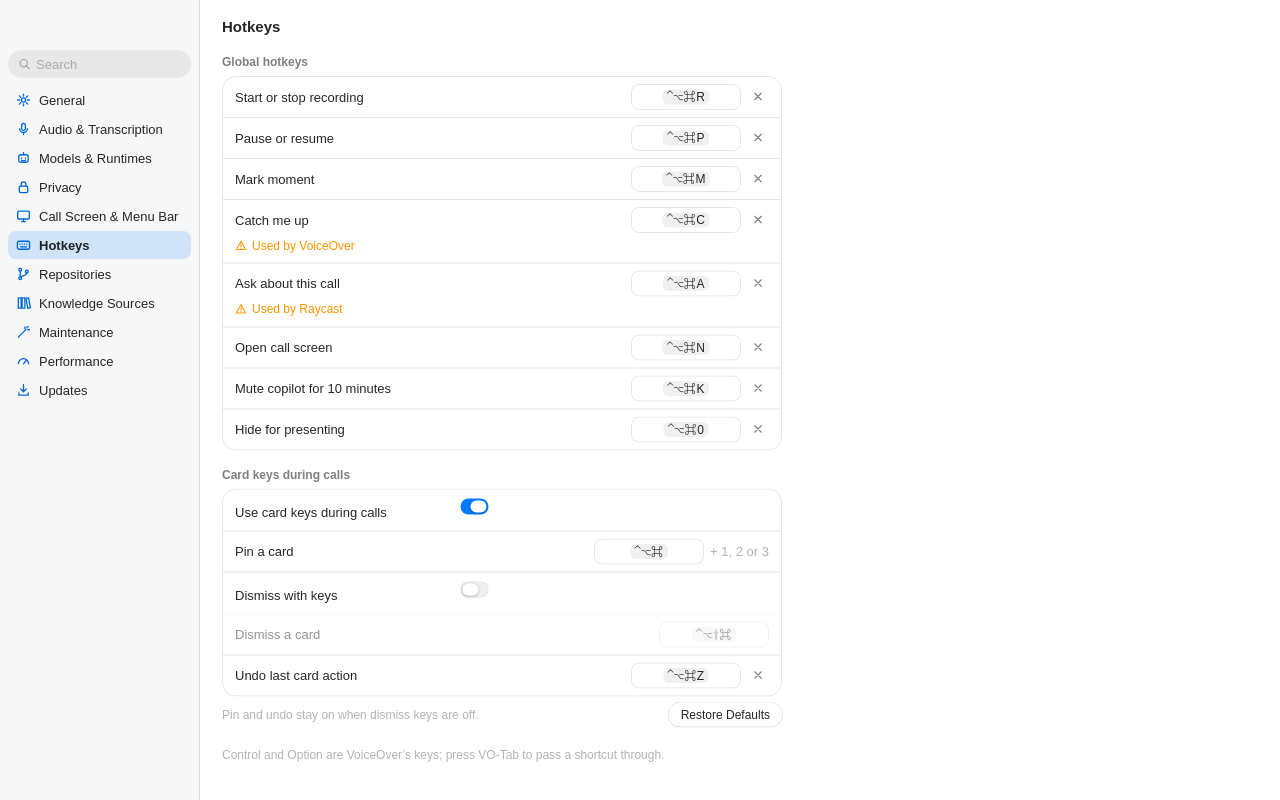 Hotkeys
Search
General
Audio & Transcription
Models & Runtimes
Privacy
Call Screen & Menu Bar
Hotkeys
Repositories
Knowledge Sources
Maintenance
Performance
Updates
Global hotkeys
Start or stop recording ⌃⌥⌘R
Pause or resume ⌃⌥⌘P
Mark moment ⌃⌥⌘M
Catch me up ⌃⌥⌘C
Used by VoiceOver
Ask about this call ⌃⌥⌘A
Used by Raycast
Open call screen ⌃⌥⌘N
Mute copilot for 10 minutes ⌃⌥⌘K
Hide for presenting ⌃⌥⌘0
Card keys during calls
Use card keys during calls
Pin a card ⌃⌥⌘ + 1, 2 or 3
Dismiss with keys
Dismiss a card ⌃⌥⇧⌘
Undo last card action ⌃⌥⌘Z
Pin and undo stay on when dismiss keys are off. Restore Defaults
Control and Option are VoiceOver’s keys; press VO-Tab to pass a shortcut through.